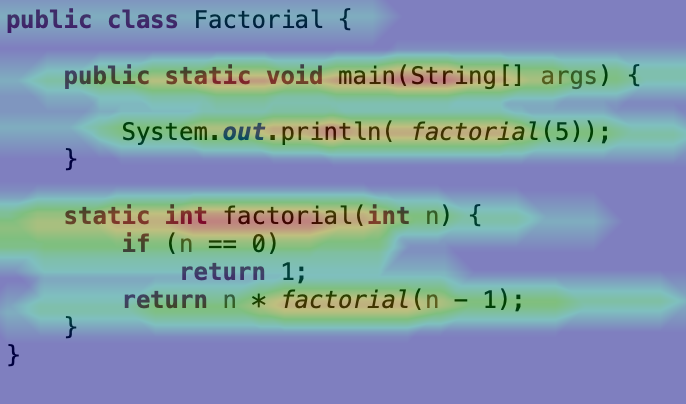 public class Factorial {
public static void main(String[] args) {
System.out.println( factorial(5));
}
static int factorial(int n) {
if (n == 0)
return 1;
return n * factorial(n - 1);
}
}